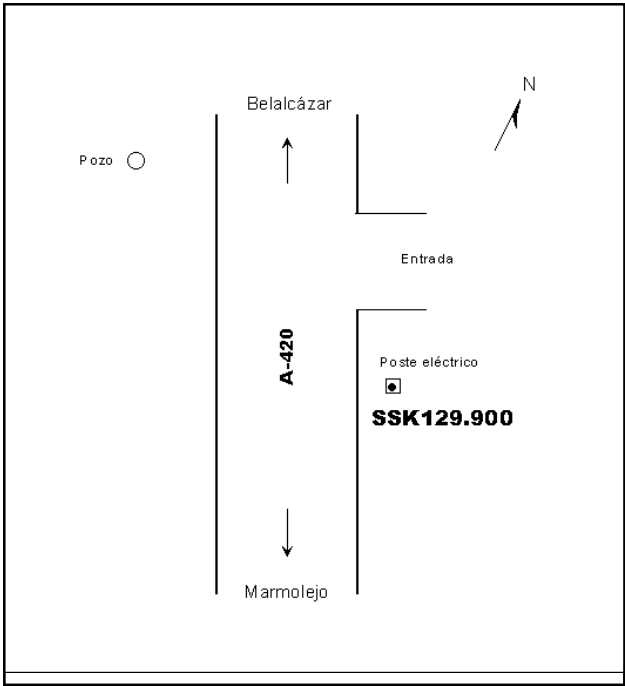 N
Belalcázar
Pozo
Entrada
A-420
Poste eléctrico
SSK129.900
Marmolejo